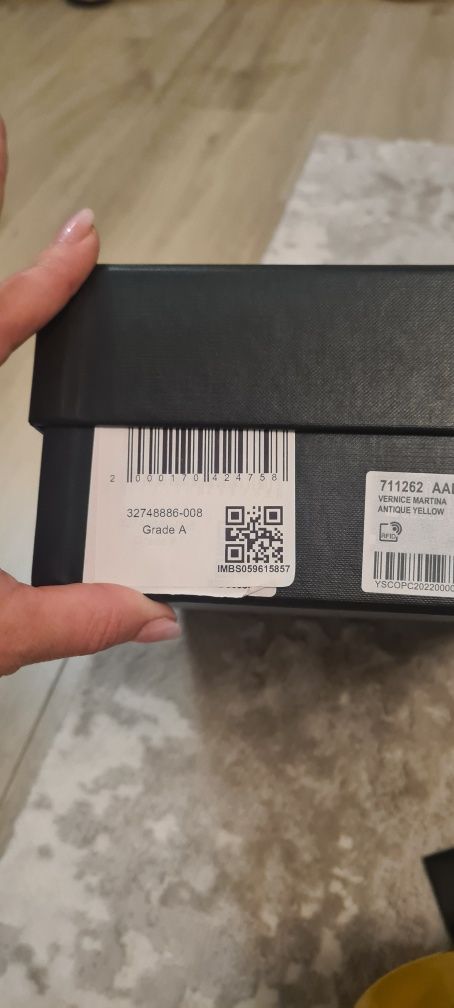 2 000170 424758
32748886-008
Grade A
IMBS059615857
711262
VERNICE MARTINA
ANTIQUE YELLOW
RFID